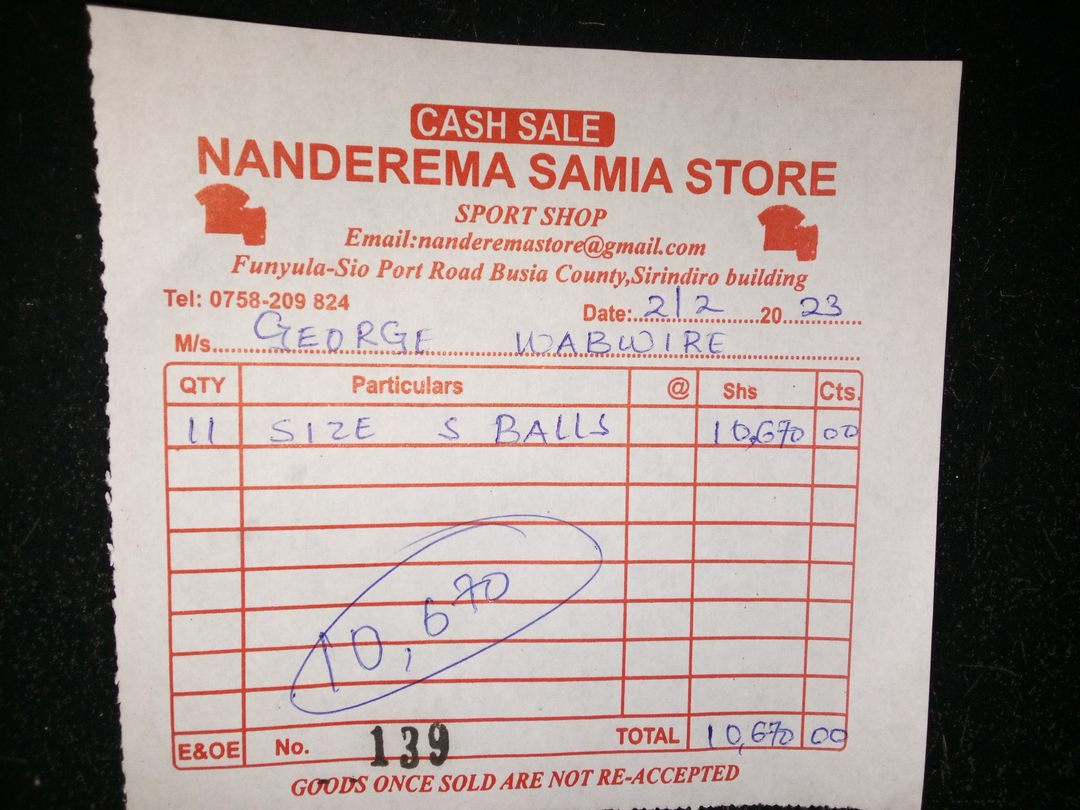 CASH SALE
NANDEREMA SAMIA STORE
SPORT SHOP
Email:nanderemastore@gmail.com
Funyula-Sio Port Road Busia County,Sirindiro building
Tel: 0758-209 824 Date: 2/2 20 23
M/s GEORGE WABWIRE
QTY Particulars @ Shs Cts.
11 SIZE 5 BALLS 10,670 00
10,670
E&OE No. 139 TOTAL 10,670 00
GOODS ONCE SOLD ARE NOT RE-ACCEPTED